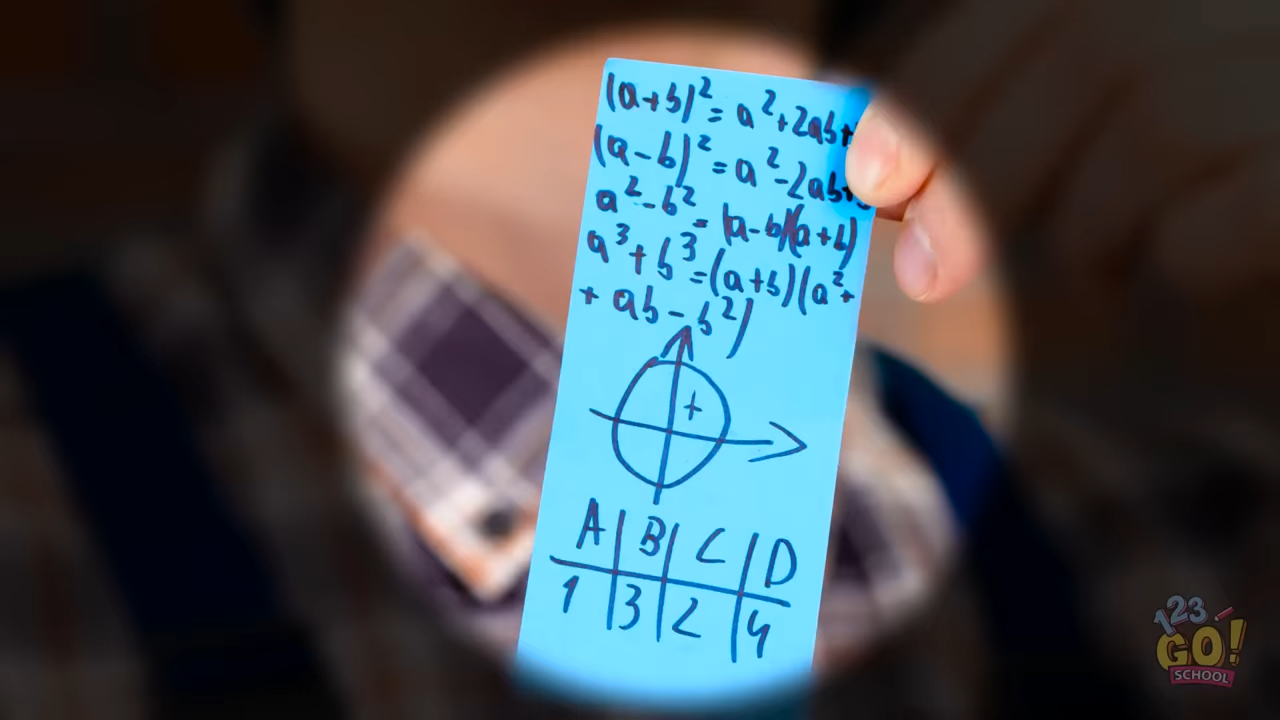 (a+b)² = a²+2ab+
(a-b)² = a²-2ab+
a²-b² = (a-b)(a+b)
a³+b³=(a+b)(a²+
+ ab-b²)
+
A B C D
1 3 2 4
123
GO!
SCHOOL